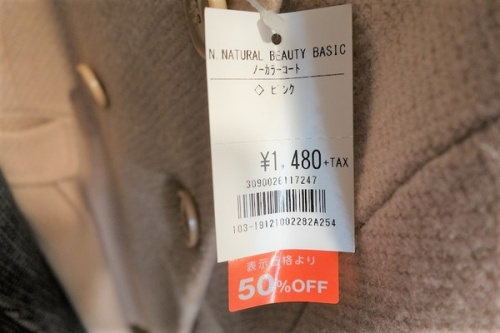 N.NATURAL BEAUTY BASIC
ノーカラーコート
◇ ピンク
¥1,480+TAX
3090028117247
103-19121002282A254
表示価格より
50%OFF